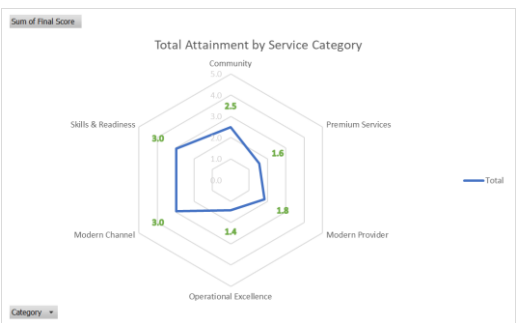 Sum of Final Score
Total Attainment by Service Category
Community
5.0
4.0
2.5
3.0
2.0
1.0
0.0
Skills & Readiness
3.0
Premium Services
1.6
Total
3.0
1.8
Modern Channel
Modern Provider
1.4
Operational Excellence
Category